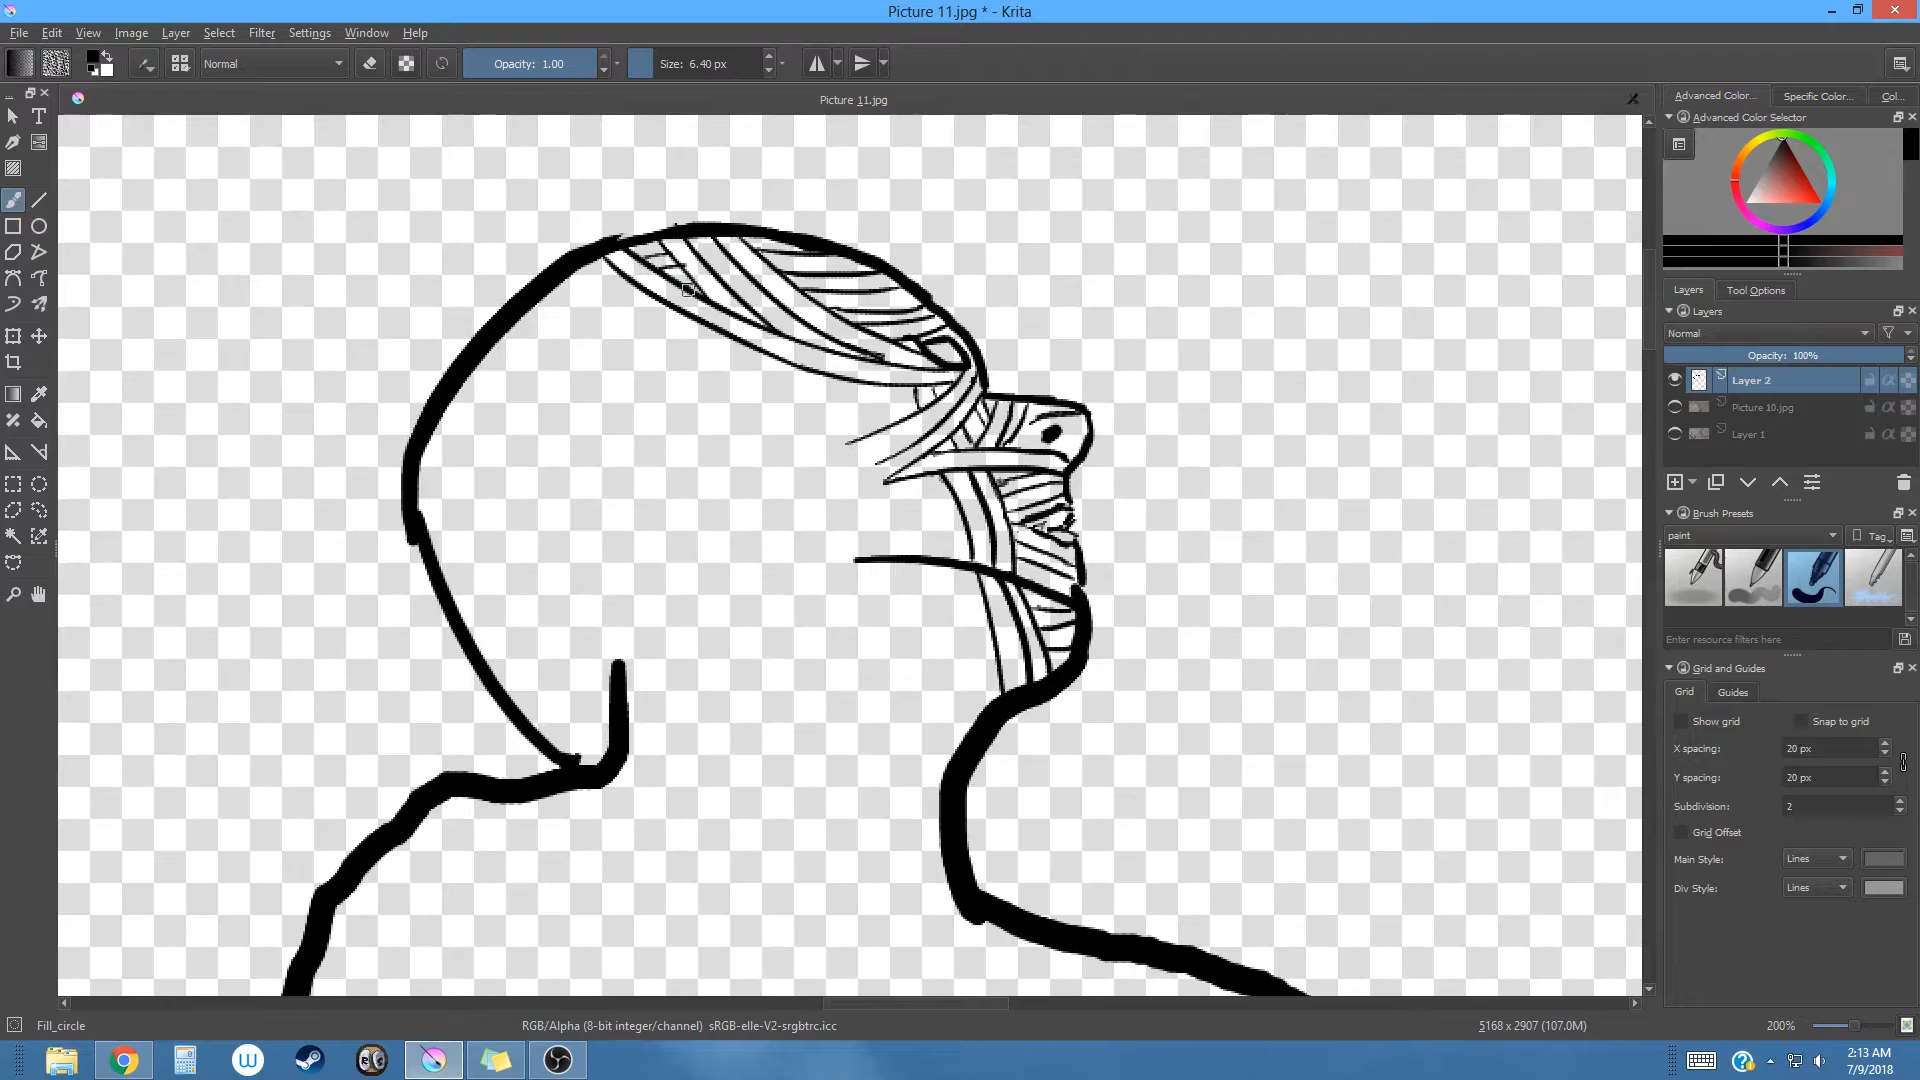 Picture 11.jpg * - Krita
File Edit View Image Layer Select Filter Settings Window Help
Normal Opacity: 1.00 Size: 6.40 px
Picture 11.jpg
Advanced Color... Specific Color... Col...
Advanced Color Selector
Layers Tool Options
Layers
Normal
Opacity: 100%
Layer 2
Picture 10.jpg
Layer 1
Brush Presets
paint Tag
Enter resource filters here
Grid and Guides
Grid Guides
Show grid Snap to grid
X spacing: 20 px
Y spacing: 20 px
Subdivision: 2
Grid Offset
Main Style: Lines
Div Style: Lines
Fill_circle RGB/Alpha (8-bit integer/channel) sRGB-elle-V2-srgbtrc.icc 5168 x 2907 (107.0M) 200%
2:13 AM
7/9/2018